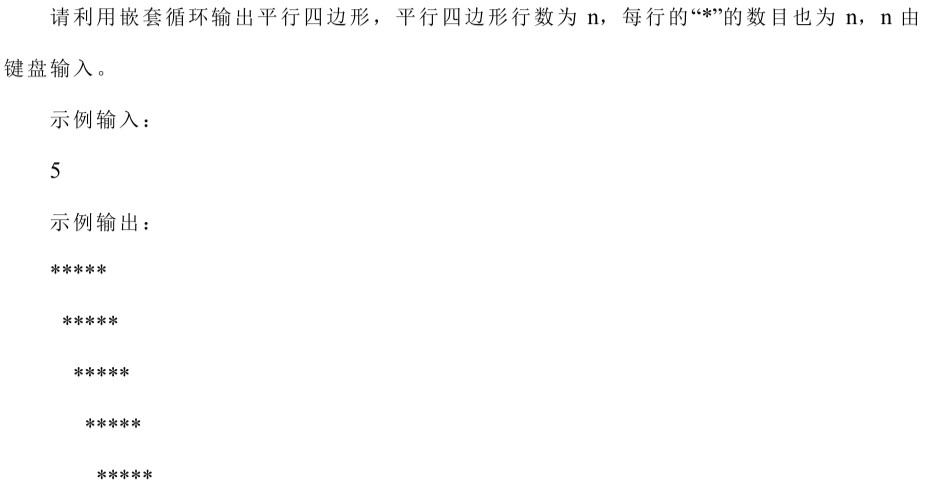 请利用嵌套循环输出平行四边形，平行四边形行数为 n，每行的“*”的数目也为 n，n 由
键盘输入。
示例输入：
5
示例输出：
*****
 *****
  *****
   *****
    *****